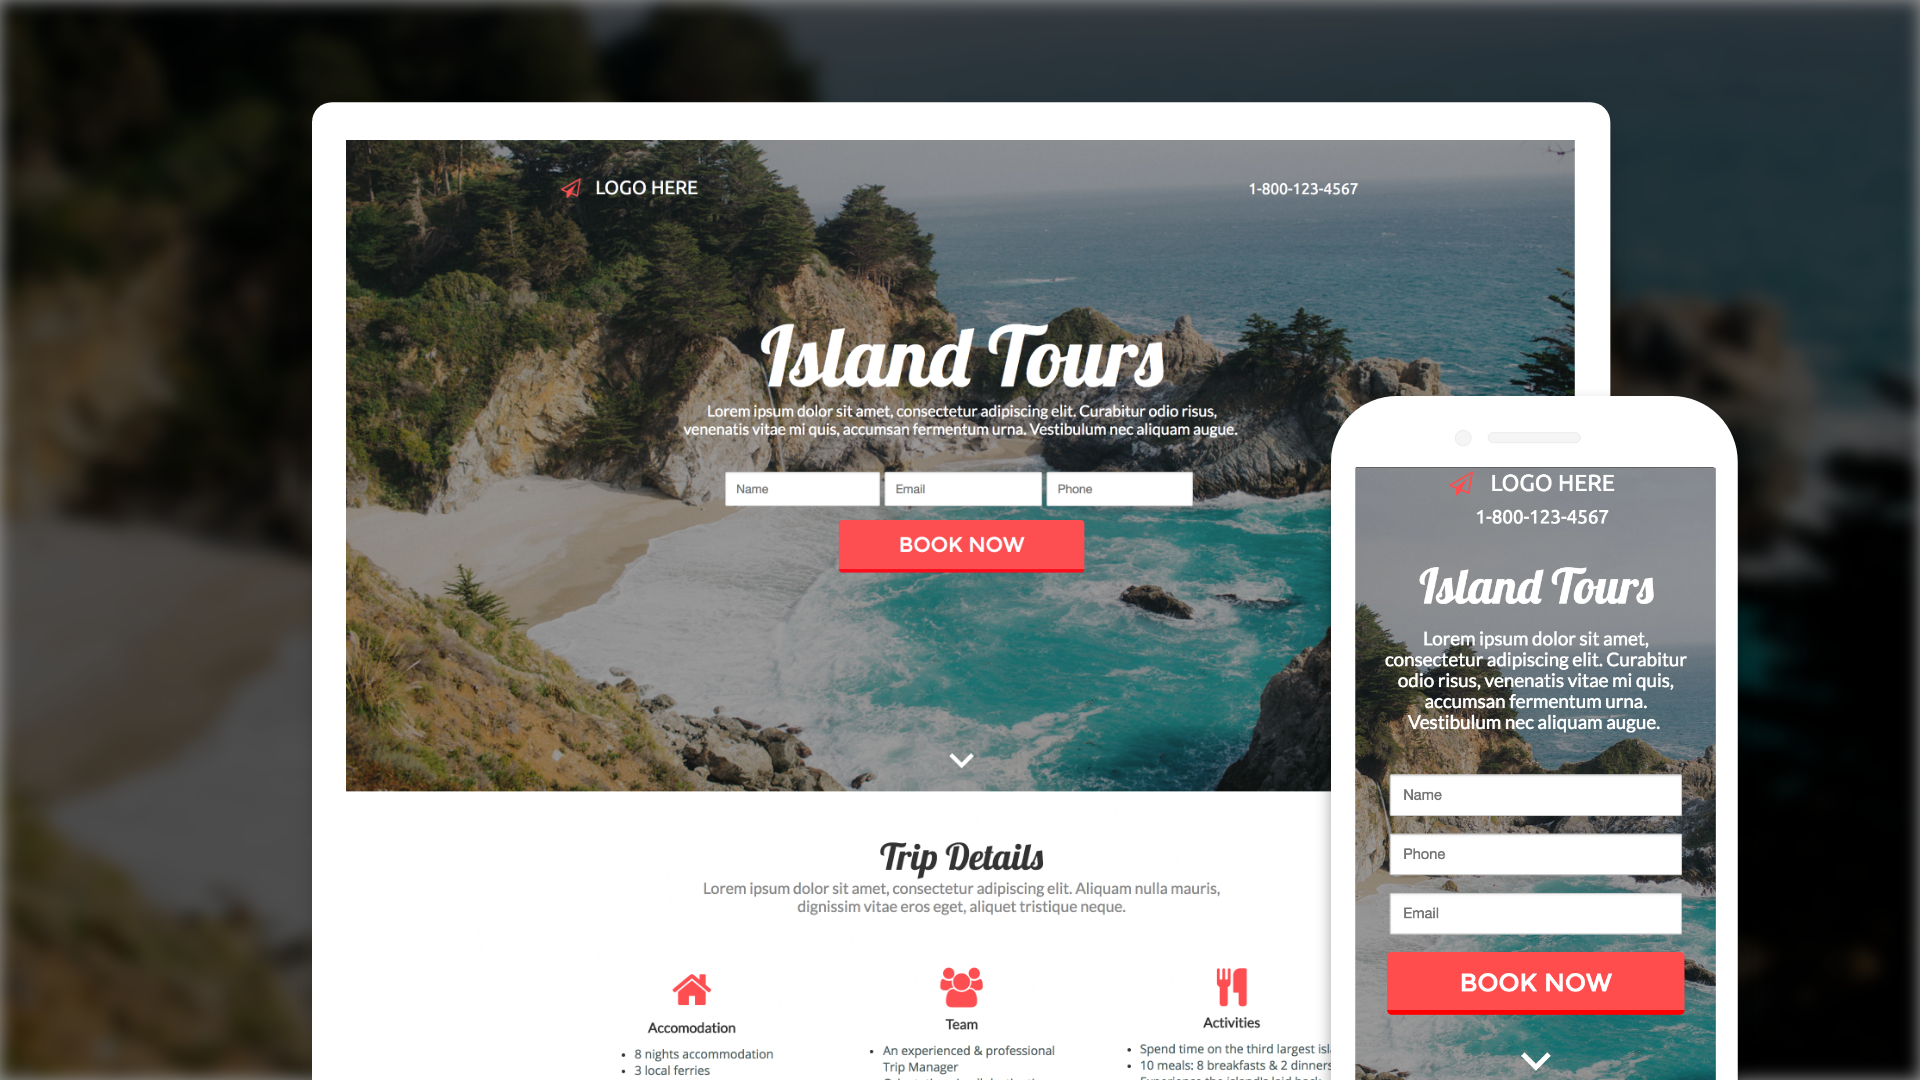 LOGO HERE
1-800-123-4567
Island Tours
Lorem ipsum dolor sit amet, consectetur adipiscing elit. Curabitur odio risus,
venenatis vitae mi quis, accumsan fermentum urna. Vestibulum nec aliquam augue.
Name
Email
Phone
BOOK NOW
Trip Details
Lorem ipsum dolor sit amet, consectetur adipiscing elit. Aliquam nulla mauris,
dignissim vitae eros eget, aliquet tristique neque.
Accomodation
• 8 nights accommodation
• 3 local ferries
Team
• An experienced & professional
Trip Manager
Activities
• Spend time on the third largest
• 10 meals: 8 breakfasts & 2 dinners
LOGO HERE
1-800-123-4567
Island Tours
Lorem ipsum dolor sit amet,
consectetur adipiscing elit. Curabitur
odio risus, venenatis vitae mi quis,
accumsan fermentum urna.
Vestibulum nec aliquam augue.
Name
Phone
Email
BOOK NOW